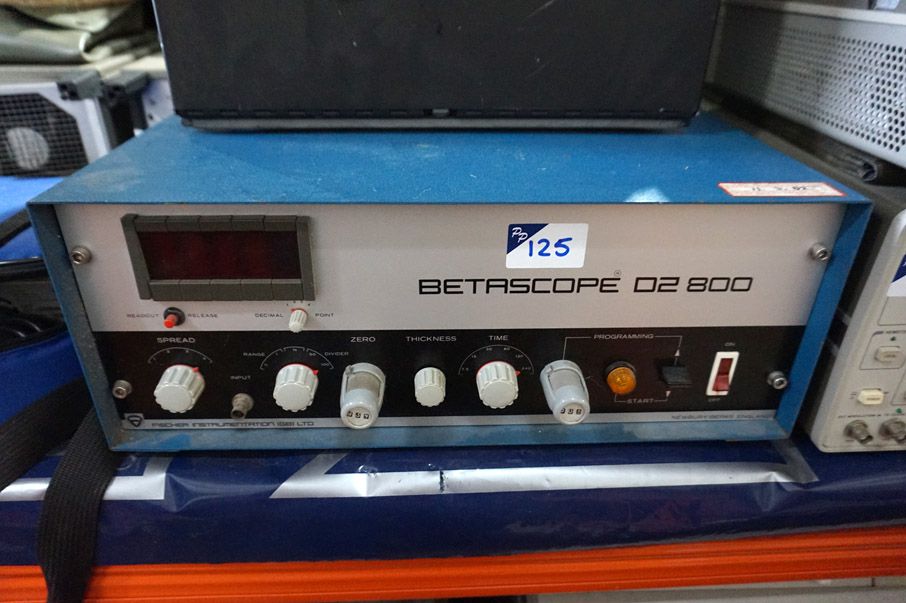 PP 125
BETASCOPE® D2 800
READOUT RELEASE
DECIMAL POINT
SPREAD
RANGE DIVIDER
INPUT
ZERO
THICKNESS
TIME
PROGRAMMING
START
ON
OFF
FISCHER INSTRUMENTATION (GB) LTD
NEWBURY-BERKS ENGLAND